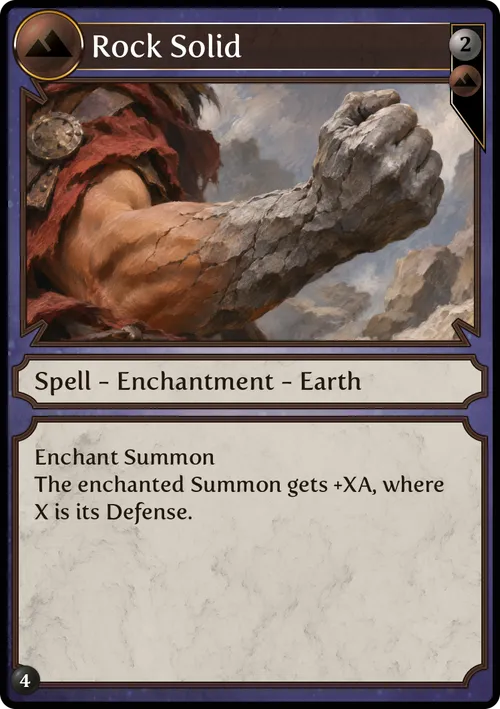 Rock Solid
2
Spell – Enchantment – Earth
Enchant Summon
The enchanted Summon gets +XA, where
X is its Defense.
4